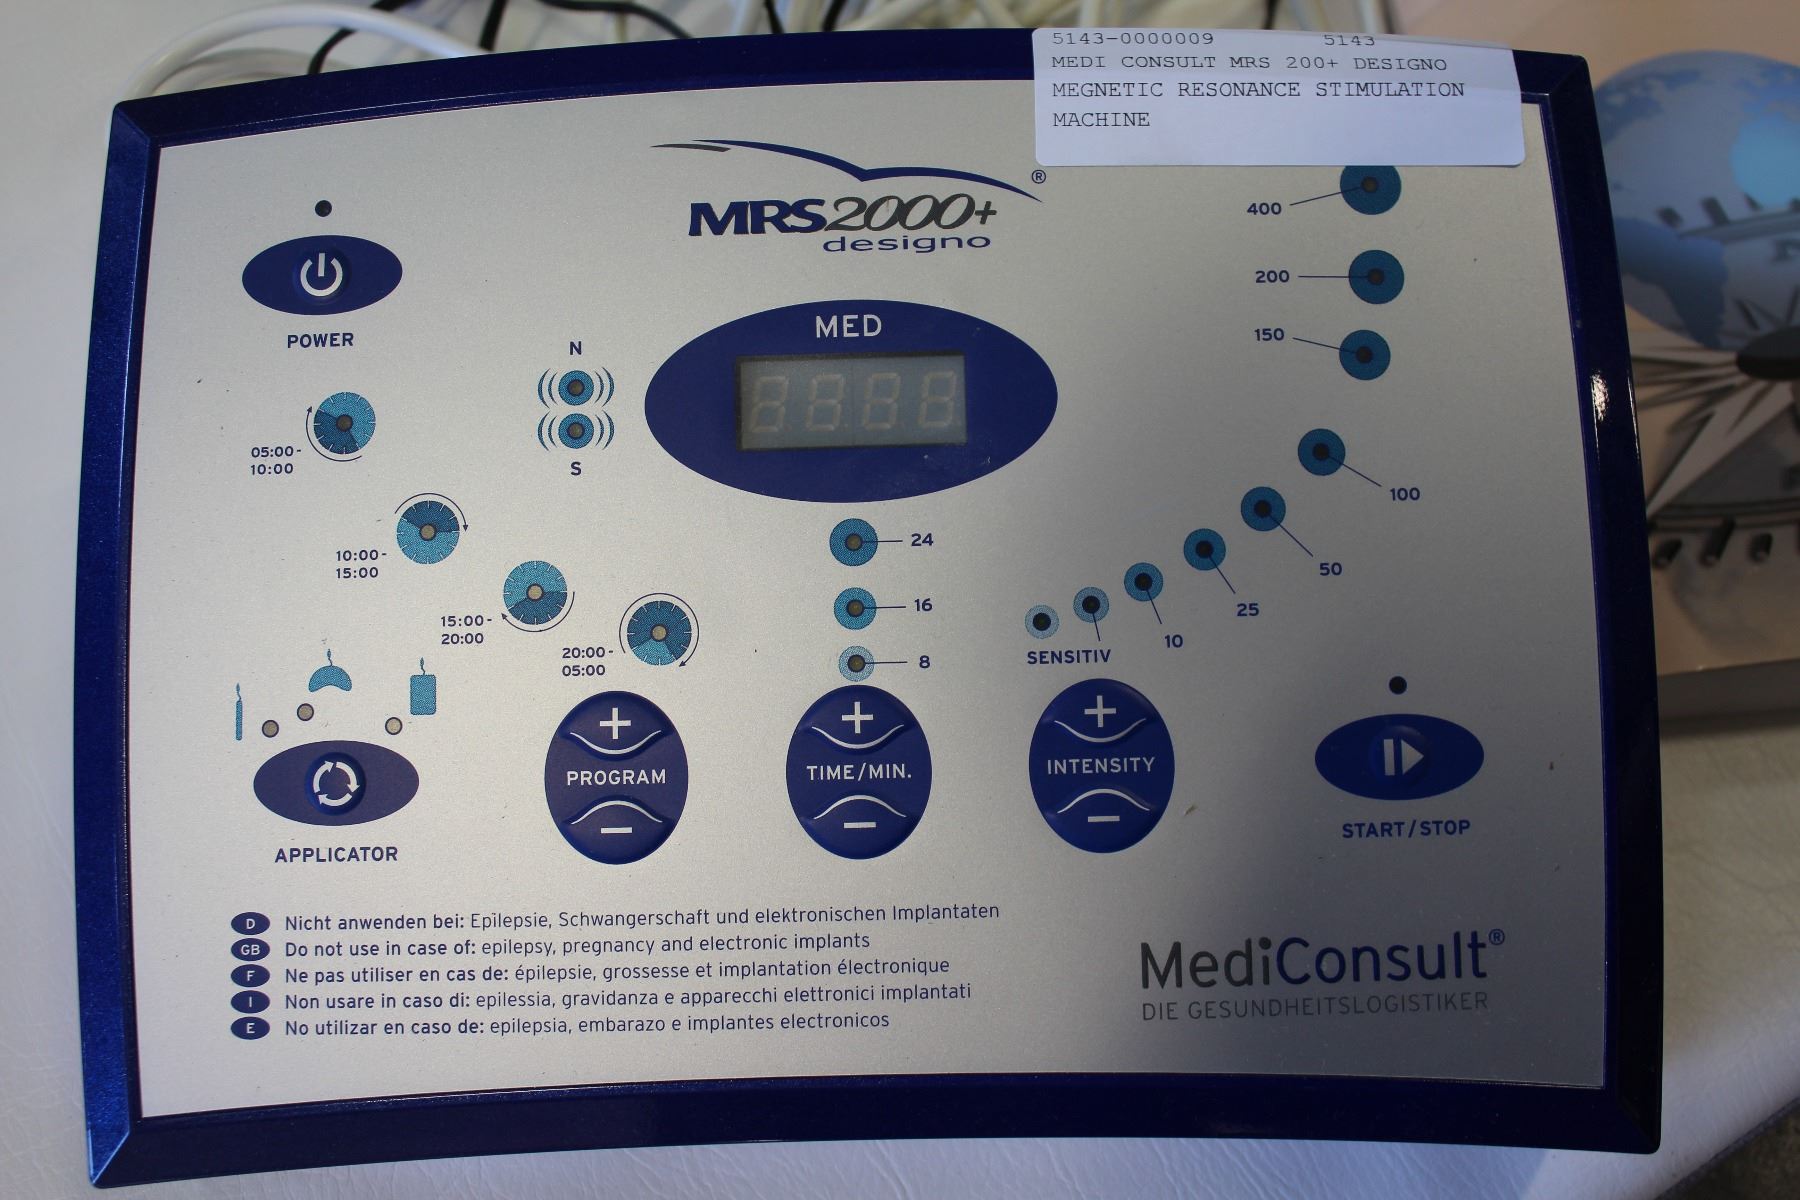 5143-0000009 5143
MEDI CONSULT MRS 200+ DESIGNO
MEGNETIC RESONANCE STIMULATION
MACHINE
MRS2000+®
designo
POWER
MED
8888
N
S
400
200
150
100
50
25
10
SENSITIV
05:00-
10:00
10:00-
15:00
15:00-
20:00
20:00-
05:00
24
16
8
APPLICATOR
+
PROGRAM
−
+
TIME/MIN.
−
+
INTENSITY
−
START/STOP
D Nicht anwenden bei: Epilepsie, Schwangerschaft und elektronischen Implantaten
GB Do not use in case of: epilepsy, pregnancy and electronic implants
F Ne pas utiliser en cas de: épilepsie, grossesse et implantation électronique
I Non usare in caso di: epilessia, gravidanza e apparecchi elettronici implantati
E No utilizar en caso de: epilepsia, embarazo e implantes electronicos
MediConsult®
DIE GESUNDHEITSLOGISTIKER